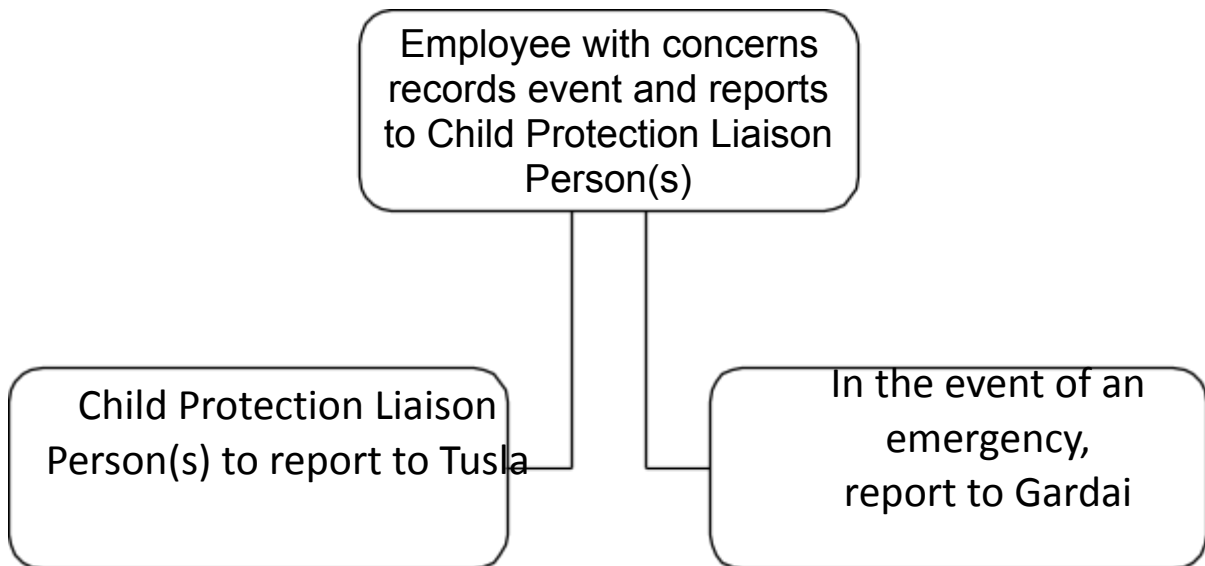 Employee with concerns
records event and reports
to Child Protection Liaison
Person(s)
Child Protection Liaison
Person(s) to report to Tusla
In the event of an
emergency,
report to Gardai